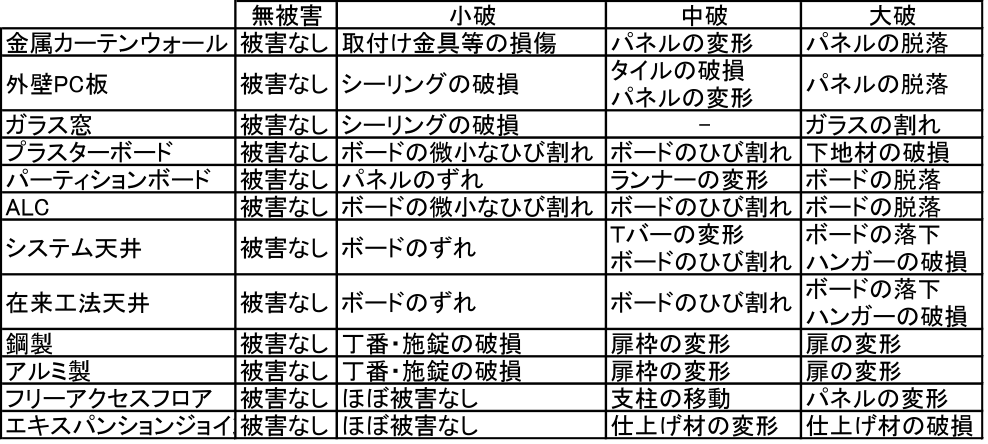 無被害 小破 中破 大破
金属カーテンウォール 被害なし 取付け金具等の損傷 パネルの変形 パネルの脱落
外壁PC板 被害なし シーリングの破損 タイルの破損 パネルの脱落
パネルの変形
ガラス窓 被害なし シーリングの破損 - ガラスの割れ
プラスターボード 被害なし ボードの微小なひび割れ ボードのひび割れ 下地材の破損
パーティションボード 被害なし パネルのずれ ランナーの変形 ボードの脱落
ALC 被害なし ボードの微小なひび割れ ボードのひび割れ ボードの脱落
システム天井 被害なし ボードのずれ Tバーの変形 ボードの落下
ボードのひび割れ ハンガーの破損
在来工法天井 被害なし ボードのずれ ボードのひび割れ ボードの落下
ハンガーの破損
鋼製 被害なし 丁番・施錠の破損 扉枠の変形 扉の変形
アルミ製 被害なし 丁番・施錠の破損 扉枠の変形 扉の変形
フリーアクセスフロア 被害なし ほぼ被害なし 支柱の移動 パネルの変形
エキスパンションジョイ 被害なし ほぼ被害なし 仕上げ材の変形 仕上げ材の破損